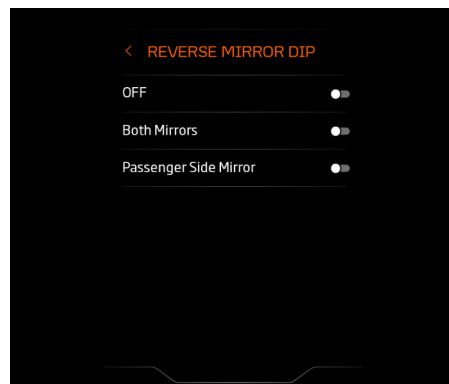 REVERSE MIRROR DIP
OFF
Both Mirrors
Passenger Side Mirror